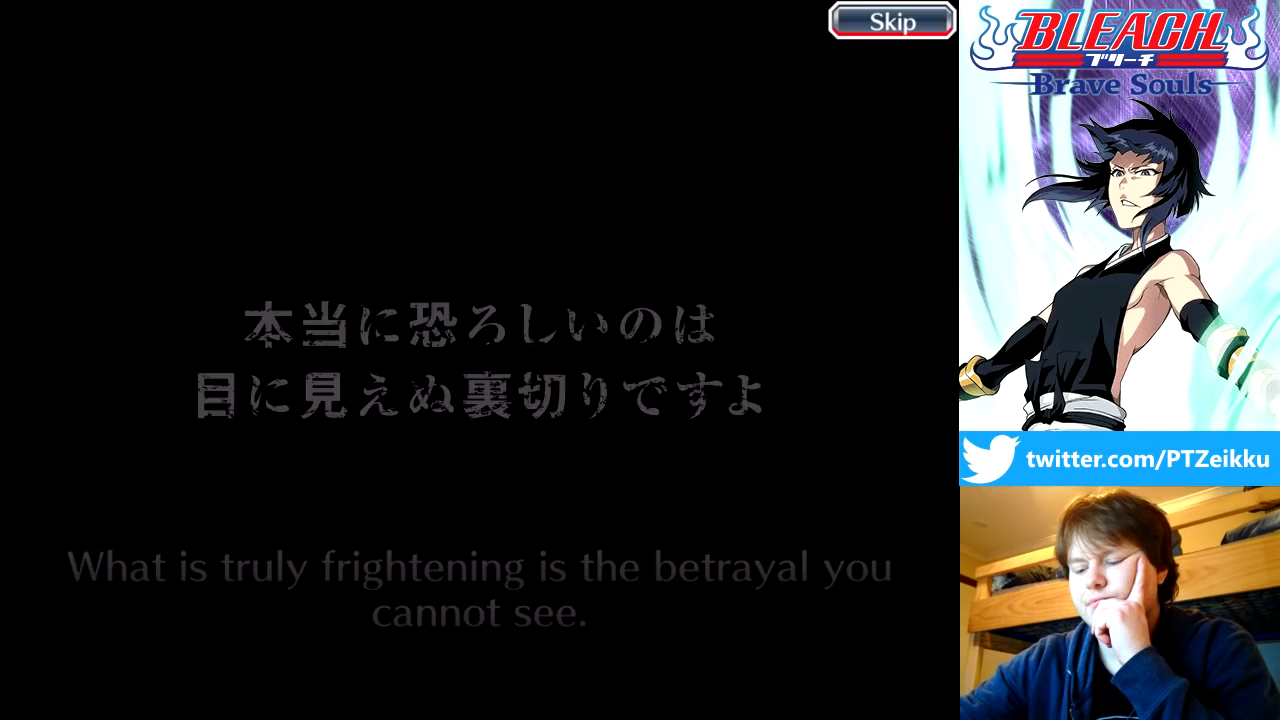 Skip
BLEACH
ブリーチ
Brave Souls
本当に恐ろしいのは
目に見えぬ裏切りですよ
What is truly frightening is the betrayal you
cannot see.
twitter.com/PTZeikku